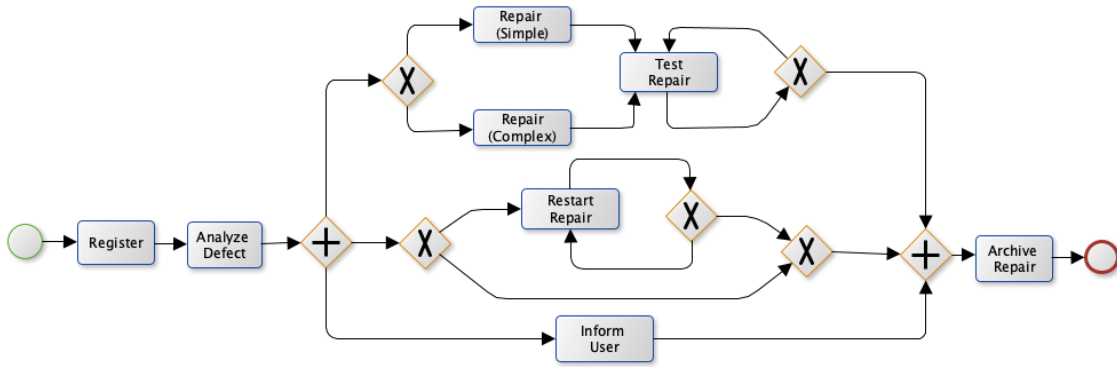 Repair
(Simple)
Test
Repair
Repair
(Complex)
Restart
Repair
Register
Analyze
Defect
Archive
Repair
Inform
User